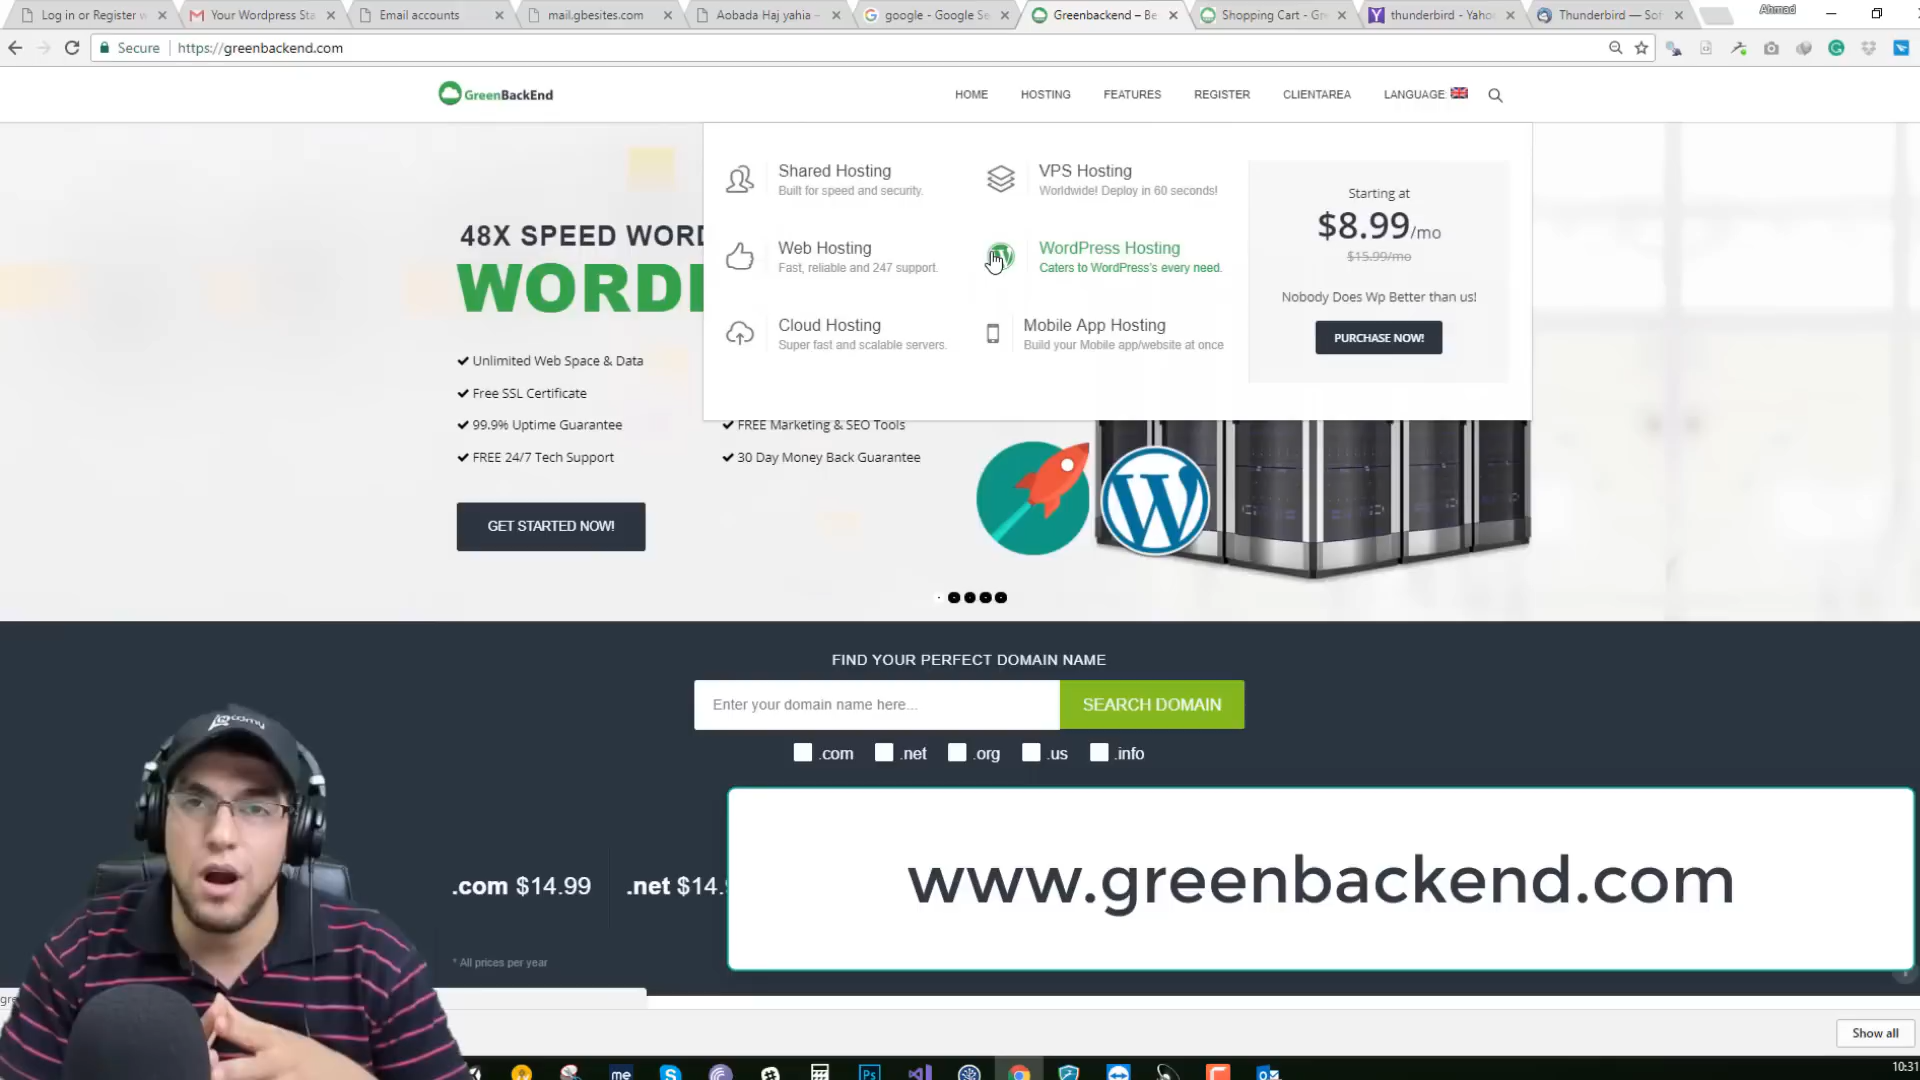 Log in or Register w
Your Wordpress Sta
Email accounts
mail.gbesites.com
Aobada Haj yahia –
google - Google Se
Greenbackend – Be
Shopping Cart - Gr
thunderbird - Yaho
Thunderbird — Sof
Ahmad
Secure
https://greenbackend.com
GreenBackEnd
HOME
HOSTING
FEATURES
REGISTER
CLIENTAREA
LANGUAGE
Shared Hosting
Built for speed and security.
VPS Hosting
Worldwide! Deploy in 60 seconds!
Web Hosting
Fast, reliable and 247 support.
WordPress Hosting
Caters to WordPress's every need.
Cloud Hosting
Super fast and scalable servers.
Mobile App Hosting
Build your Mobile app/website at once
Starting at
$8.99/mo
$15.99/mo
Nobody Does Wp Better than us!
PURCHASE NOW!
48X SPEED WORD
WORD
Unlimited Web Space & Data
Free SSL Certificate
99.9% Uptime Guarantee
FREE 24/7 Tech Support
FREE Marketing & SEO Tools
30 Day Money Back Guarantee
GET STARTED NOW!
FIND YOUR PERFECT DOMAIN NAME
Enter your domain name here...
SEARCH DOMAIN
.com
.net
.org
.us
.info
.com $14.99
.net $14.
* All prices per year
www.greenbackend.com
gre
Show all
me
Ps
10:31